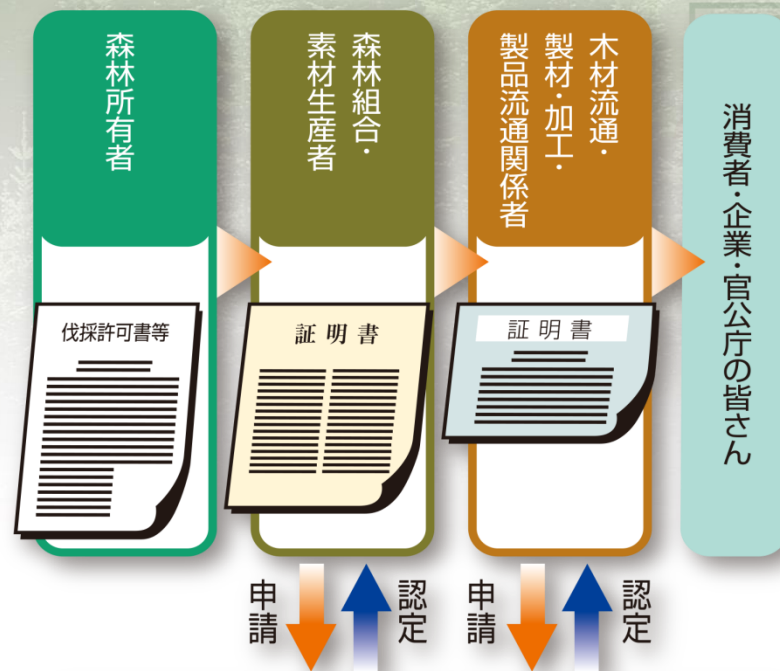 森林所有者
伐採許可書等
森林組合・
素材生産者
証明書
木材流通・
製材・加工・
製品流通関係者
証明書
消費者・企業・官公庁の皆さん
申請
認定
申請
認定